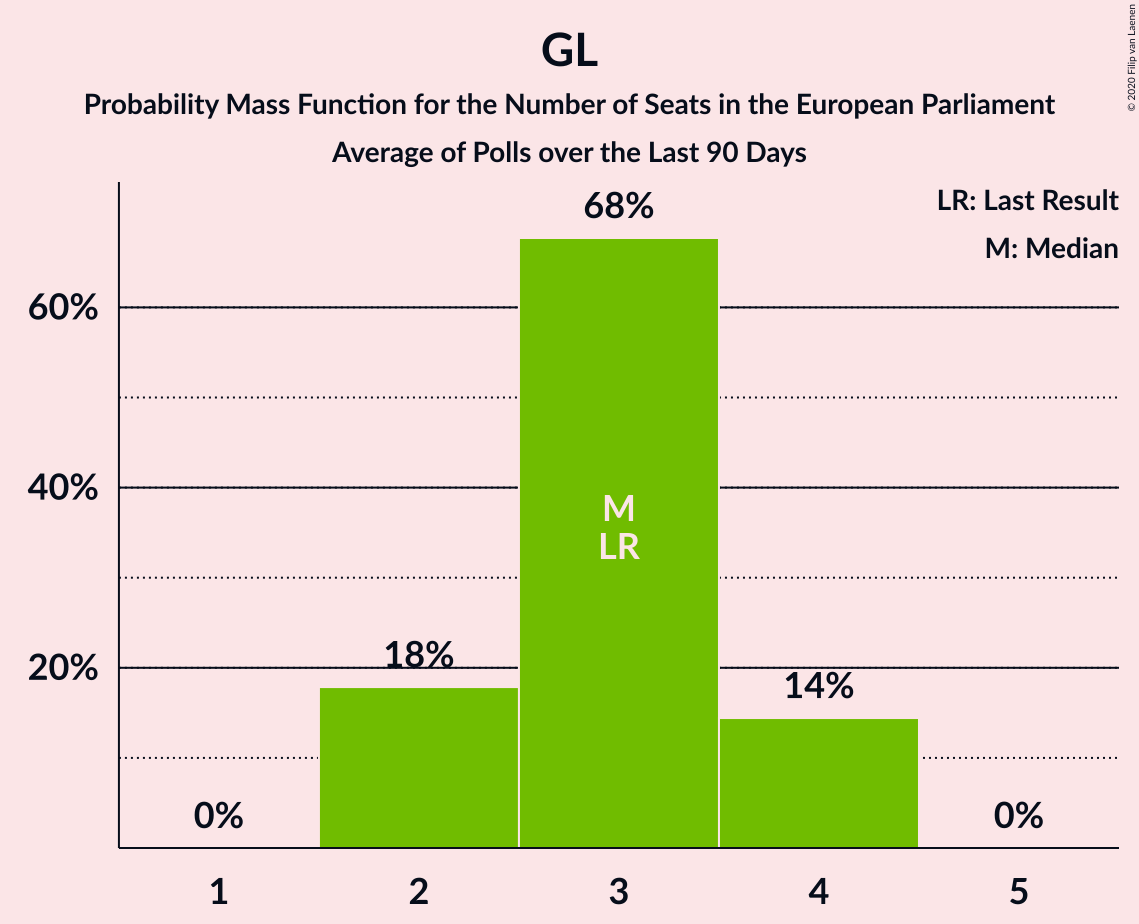 GL
Probability Mass Function for the Number of Seats in the European Parliament
Average of Polls over the Last 90 Days
© 2020 Filip van Laenen
LR: Last Result
M: Median
68%
60%
40%
M
LR
20%
18%
14%
0%
0%
1 2 3 4 5